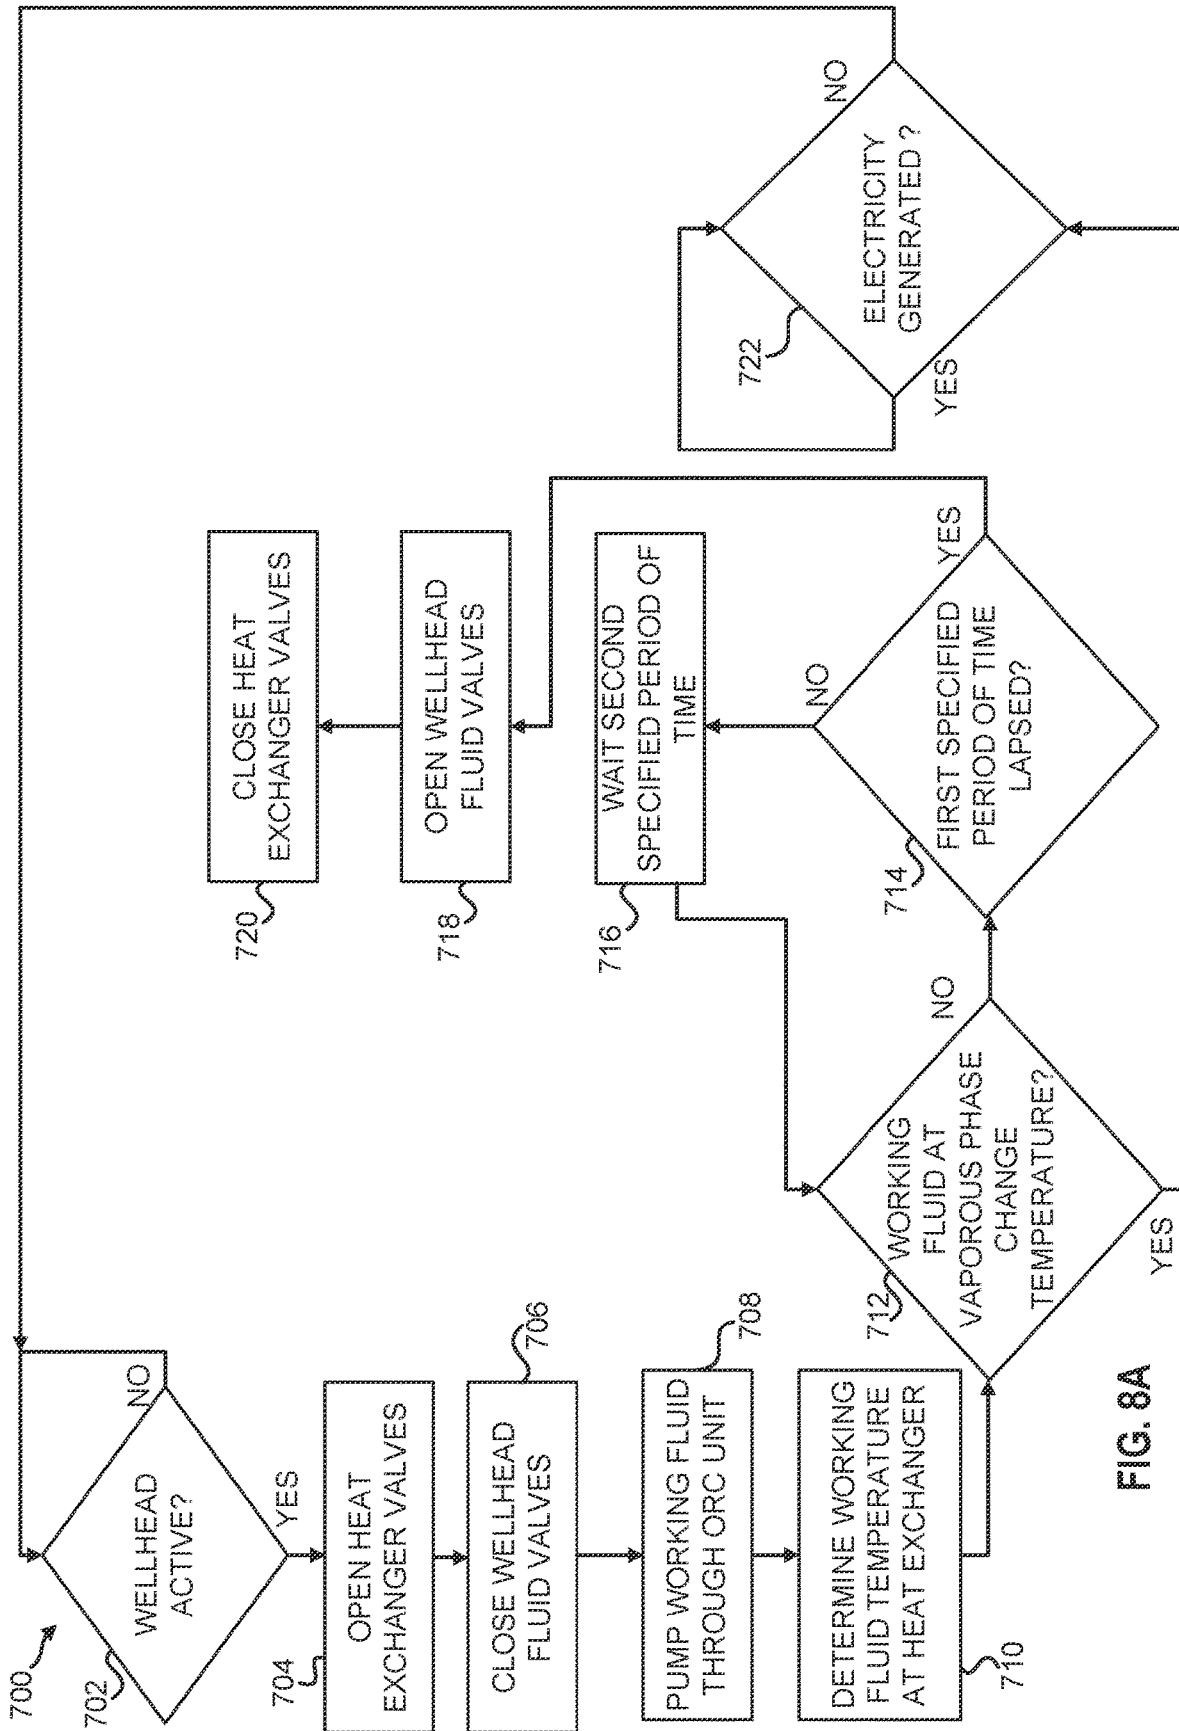 700
702
WELLHEAD
ACTIVE?
NO
YES
704
OPEN HEAT
EXCHANGER VALVES
706
CLOSE WELLHEAD
FLUID VALVES
708
PUMP WORKING FLUID
THROUGH ORC UNIT
710
DETERMINE WORKING
FLUID TEMPERATURE
AT HEAT EXCHANGER
712
WORKING
FLUID AT
VAPOROUS PHASE
CHANGE
TEMPERATURE?
NO
YES
714
FIRST SPECIFIED
PERIOD OF TIME
LAPSED?
NO
YES
716
WAIT SECOND
SPECIFIED PERIOD OF
TIME
718
OPEN WELLHEAD
FLUID VALVES
720
CLOSE HEAT
EXCHANGER VALVES
722
ELECTRICITY
GENERATED ?
NO
YES
FIG. 8A